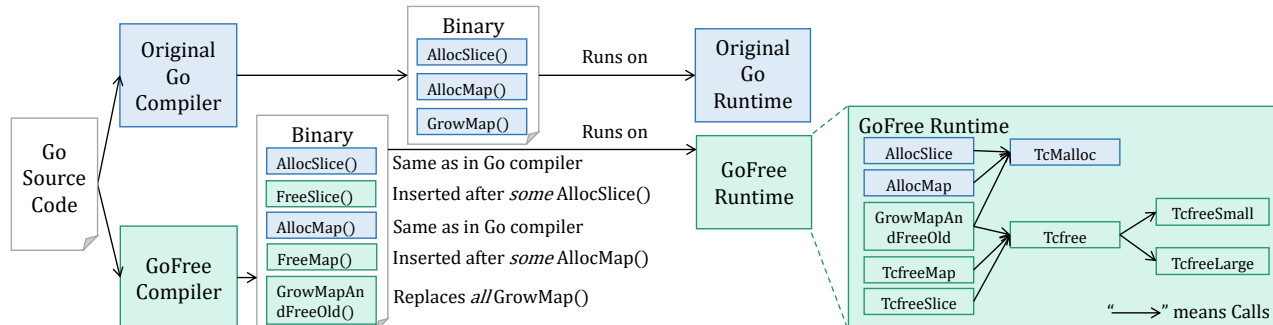 Go
Source
Code
Original
Go
Compiler
Binary
AllocSlice()
AllocMap()
GrowMap()
Runs on
Original
Go
Runtime
GoFree
Compiler
Binary
AllocSlice()
Same as in Go compiler
FreeSlice()
Inserted after some AllocSlice()
AllocMap()
Same as in Go compiler
FreeMap()
Inserted after some AllocMap()
GrowMapAn
dFreeOld()
Replaces all GrowMap()
Runs on
GoFree
Runtime
GoFree Runtime
AllocSlice
TcMalloc
AllocMap
GrowMapAn
dFreeOld
Tcfree
TcfreeSmall
TcfreeMap
TcfreeLarge
TcfreeSlice
“⟶” means Calls